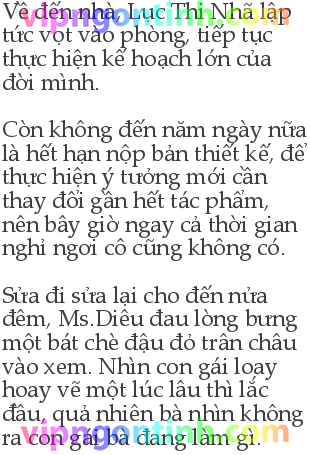 Về đến nhà, Lục Thi Nhã lập
vipngontinh.com
tức vọt vào phòng, tiếp tục
thực hiện kế hoạch lớn của
đời mình.
Còn không đến năm ngày nữa
là hết hạn nộp bản thiết kế, để
thực hiện ý tưởng mới cần
thay đổi gần hết tác phẩm,
nên bây giờ ngay cả thời gian
nghỉ ngơi cô cũng không có.
Sửa đi sửa lại cho đến nửa
đêm, Ms.Diêu đau lòng bưng
một bát chè đậu đỏ trân châu
vào xem. Nhìn con gái loay
hoay vẽ một lúc lâu thì lắc
đầu, quả nhiên bà nhìn không
ra con gái bà đang làm gì.
vipngontinh.com